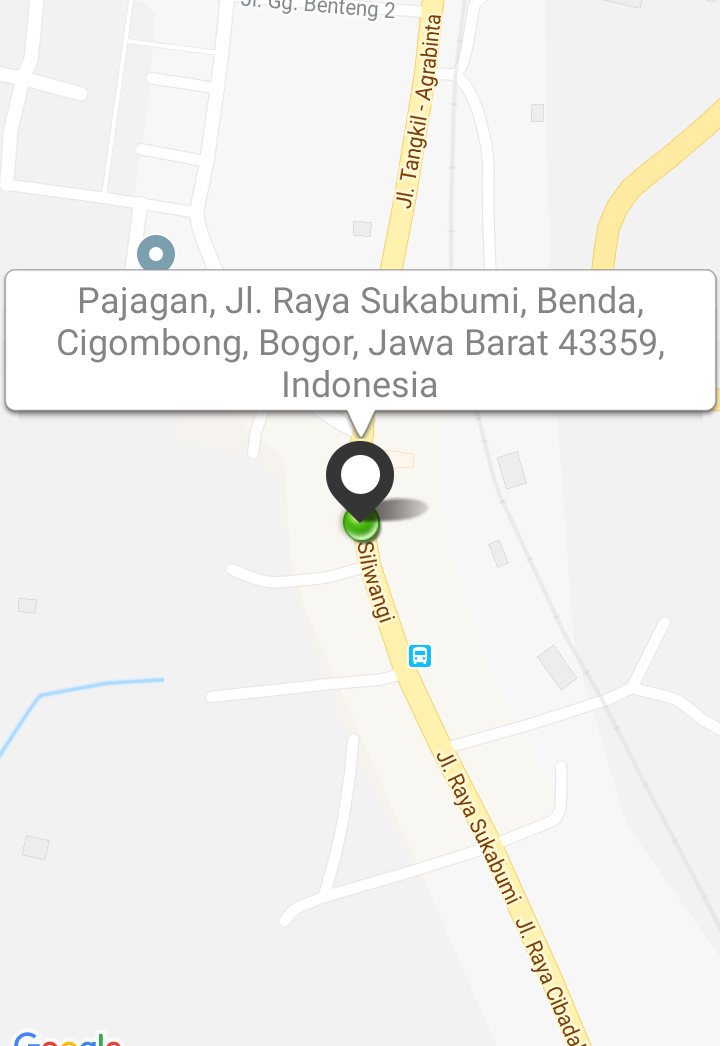 Jl. Gg. Benteng 2
Jl. Tangkil - Agrabinta
Pajagan, Jl. Raya Sukabumi, Benda,
Cigombong, Bogor, Jawa Barat 43359,
Indonesia
Siliwangi
Jl. Raya Sukabumi
Jl. Raya Cibada
Google